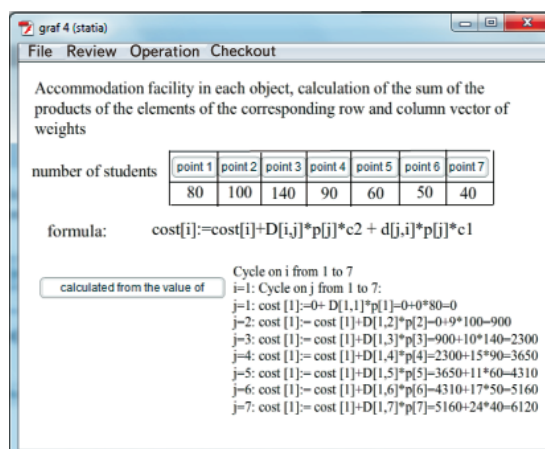 graf 4 (statia)
File Review Operation Checkout
Accommodation facility in each object, calculation of the sum of the
products of the elements of the corresponding row and column vector of
weights
number of students point 1 point 2 point 3 point 4 point 5 point 6 point 7
80 100 140 90 60 50 40
formula: cost[i]:=cost[i]+D[i,j]*p[j]*c2 + d[j,i]*p[j]*c1
Cycle on i from 1 to 7
calculated from the value of i=1: Cycle on j from 1 to 7:
j=1: cost [1]:=0+ D[1,1]*p[1]=0+0*80=0
j=2: cost [1]:= cost [1]+D[1,2]*p[2]=0+9*100=900
j=3: cost [1]:= cost [1]+D[1,3]*p[3]=900+10*140=2300
j=4: cost [1]:= cost [1]+D[1,4]*p[4]=2300+15*90=3650
j=5: cost [1]:= cost [1]+D[1,5]*p[5]=3650+11*60=4310
j=6: cost [1]:= cost [1]+D[1,6]*p[6]=4310+17*50=5160
j=7: cost [1]:= cost [1]+D[1,7]*p[7]=5160+24*40=6120